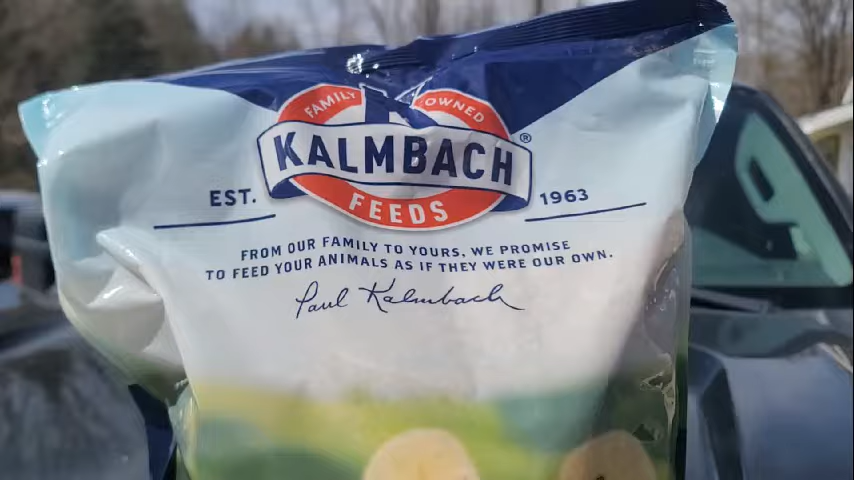 FAMILY OWNED
KALMBACH®
FEEDS
EST. 1963
FROM OUR FAMILY TO YOURS, WE PROMISE
TO FEED YOUR ANIMALS AS IF THEY WERE OUR OWN.
Paul Kalmbach